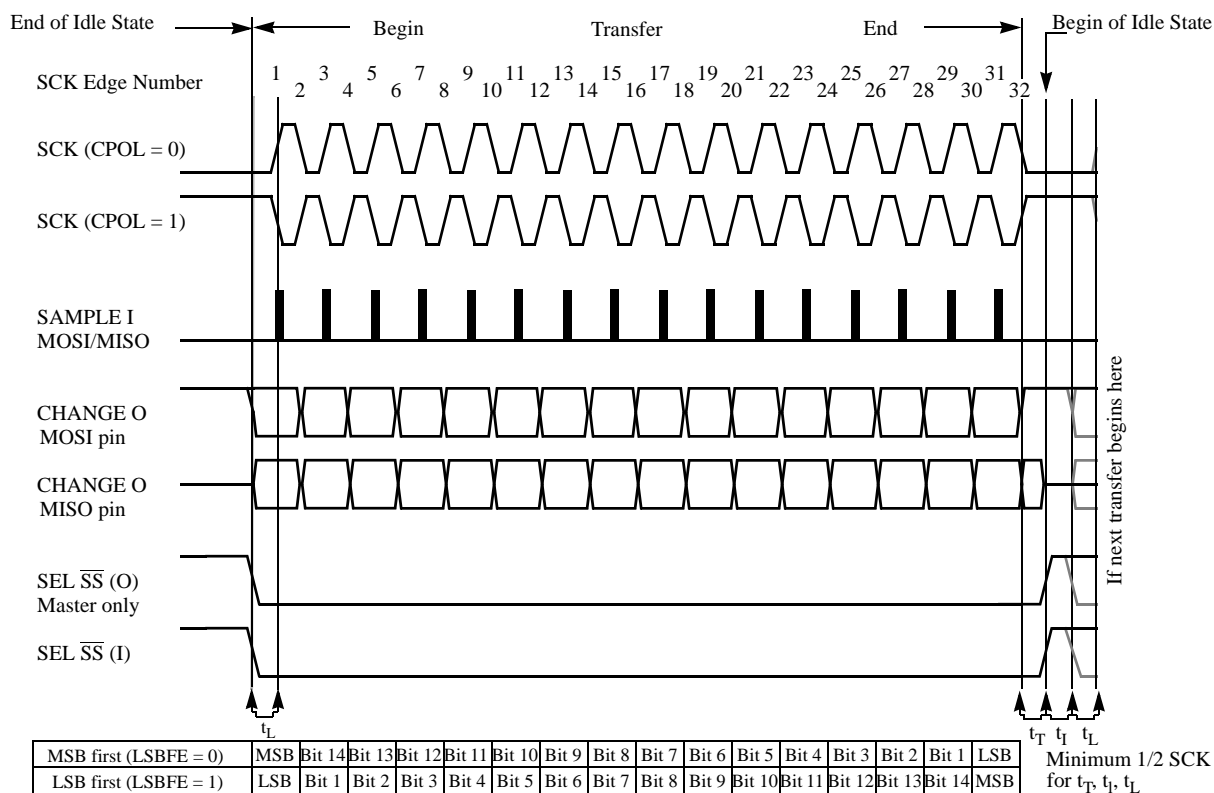 End of Idle State
Begin
Transfer
End
Begin of Idle State
SCK Edge Number
1 3 5 7 9 11 13 15 17 19 21 23 25 27 29 31
2 4 6 8 10 12 14 16 18 20 22 24 26 28 30 32
SCK (CPOL = 0)
SCK (CPOL = 1)
SAMPLE I
MOSI/MISO
CHANGE O
MOSI pin
CHANGE O
MISO pin
SEL S̅S̅ (O)
Master only
SEL S̅S̅ (I)
If next transfer begins here
tL
tT tI tL
MSB first (LSBFE = 0) MSB Bit 14 Bit 13 Bit 12 Bit 11 Bit 10 Bit 9 Bit 8 Bit 7 Bit 6 Bit 5 Bit 4 Bit 3 Bit 2 Bit 1 LSB
LSB first (LSBFE = 1) LSB Bit 1 Bit 2 Bit 3 Bit 4 Bit 5 Bit 6 Bit 7 Bit 8 Bit 9 Bit 10 Bit 11 Bit 12 Bit 13 Bit 14 MSB
Minimum 1/2 SCK
for tT, tl, tL